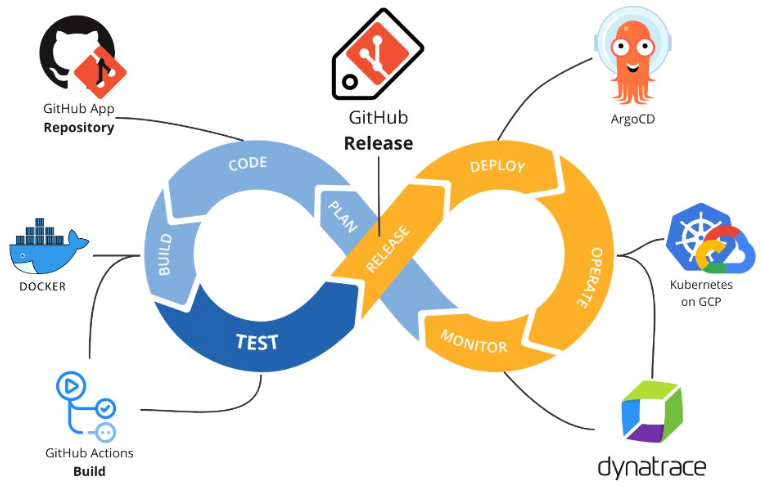 GitHub App
Repository
GitHub
Release
ArgoCD
CODE
DEPLOY
PLAN
RELEASE
BUILD
OPERATE
DOCKER
Kubernetes
on GCP
TEST
MONITOR
GitHub Actions
Build
dynatrace